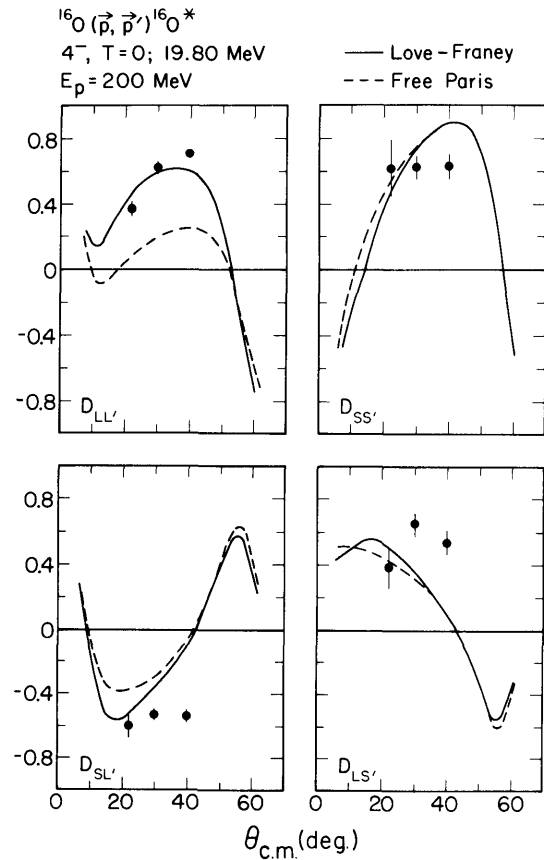 ¹⁶O(p⃗, p⃗′)¹⁶O*
4⁻, T=0; 19.80 MeV
E_p = 200 MeV
Love-Franey
Free Paris
0.8
0.4
0
-0.4
-0.8
D_LL′
D_SS′
0.8
0.4
0
-0.4
-0.8
D_SL′
D_LS′
0 20 40 60 0 20 40 60
θ_c.m.(deg.)